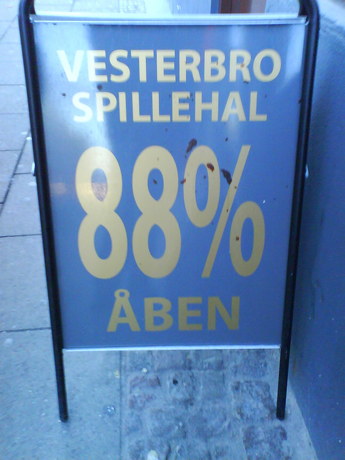 VESTERBRO
SPILLEHAL
88%
ÅBEN